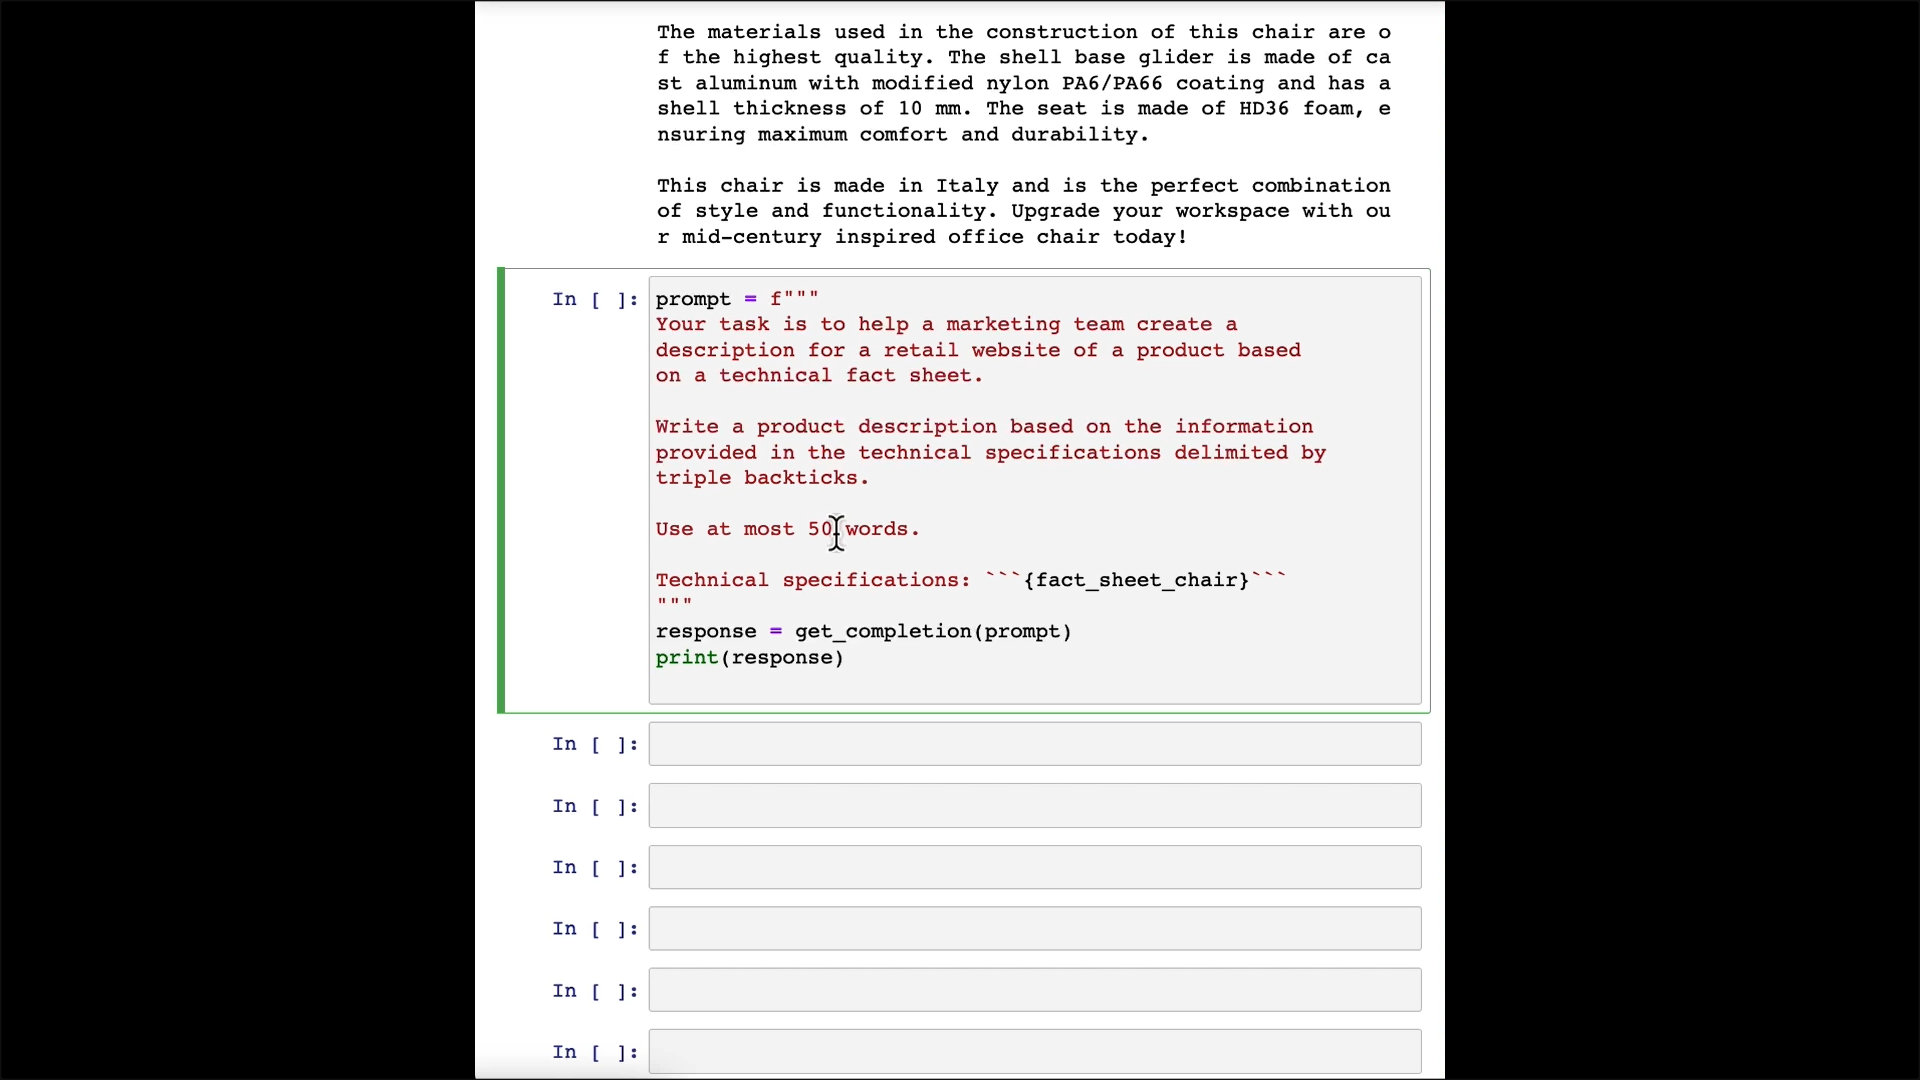 The materials used in the construction of this chair are o
f the highest quality. The shell base glider is made of ca
st aluminum with modified nylon PA6/PA66 coating and has a
shell thickness of 10 mm. The seat is made of HD36 foam, e
nsuring maximum comfort and durability.
This chair is made in Italy and is the perfect combination
of style and functionality. Upgrade your workspace with ou
r mid-century inspired office chair today!
In [ ]: prompt = f"""
Your task is to help a marketing team create a
description for a retail website of a product based
on a technical fact sheet.
Write a product description based on the information
provided in the technical specifications delimited by
triple backticks.
Use at most 50 words.
Technical specifications: ```{fact_sheet_chair}```
"""
response = get_completion(prompt)
print(response)
In [ ]:
In [ ]:
In [ ]:
In [ ]:
In [ ]:
In [ ]: